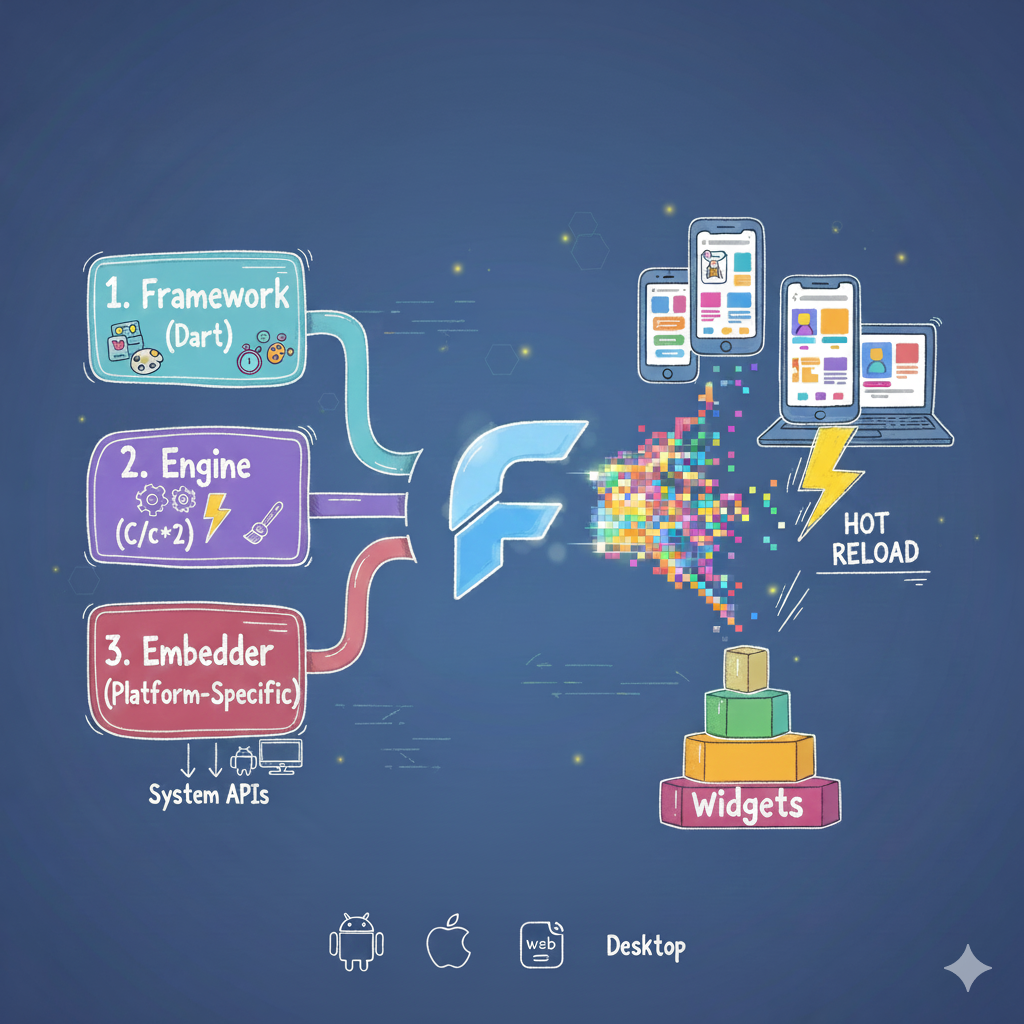 1. Framework
(Dart)
2. Engine
(C/c*2)
3. Embedder
(Platform-Specific)
System APIs
HOT
RELOAD
Widgets
web
Desktop